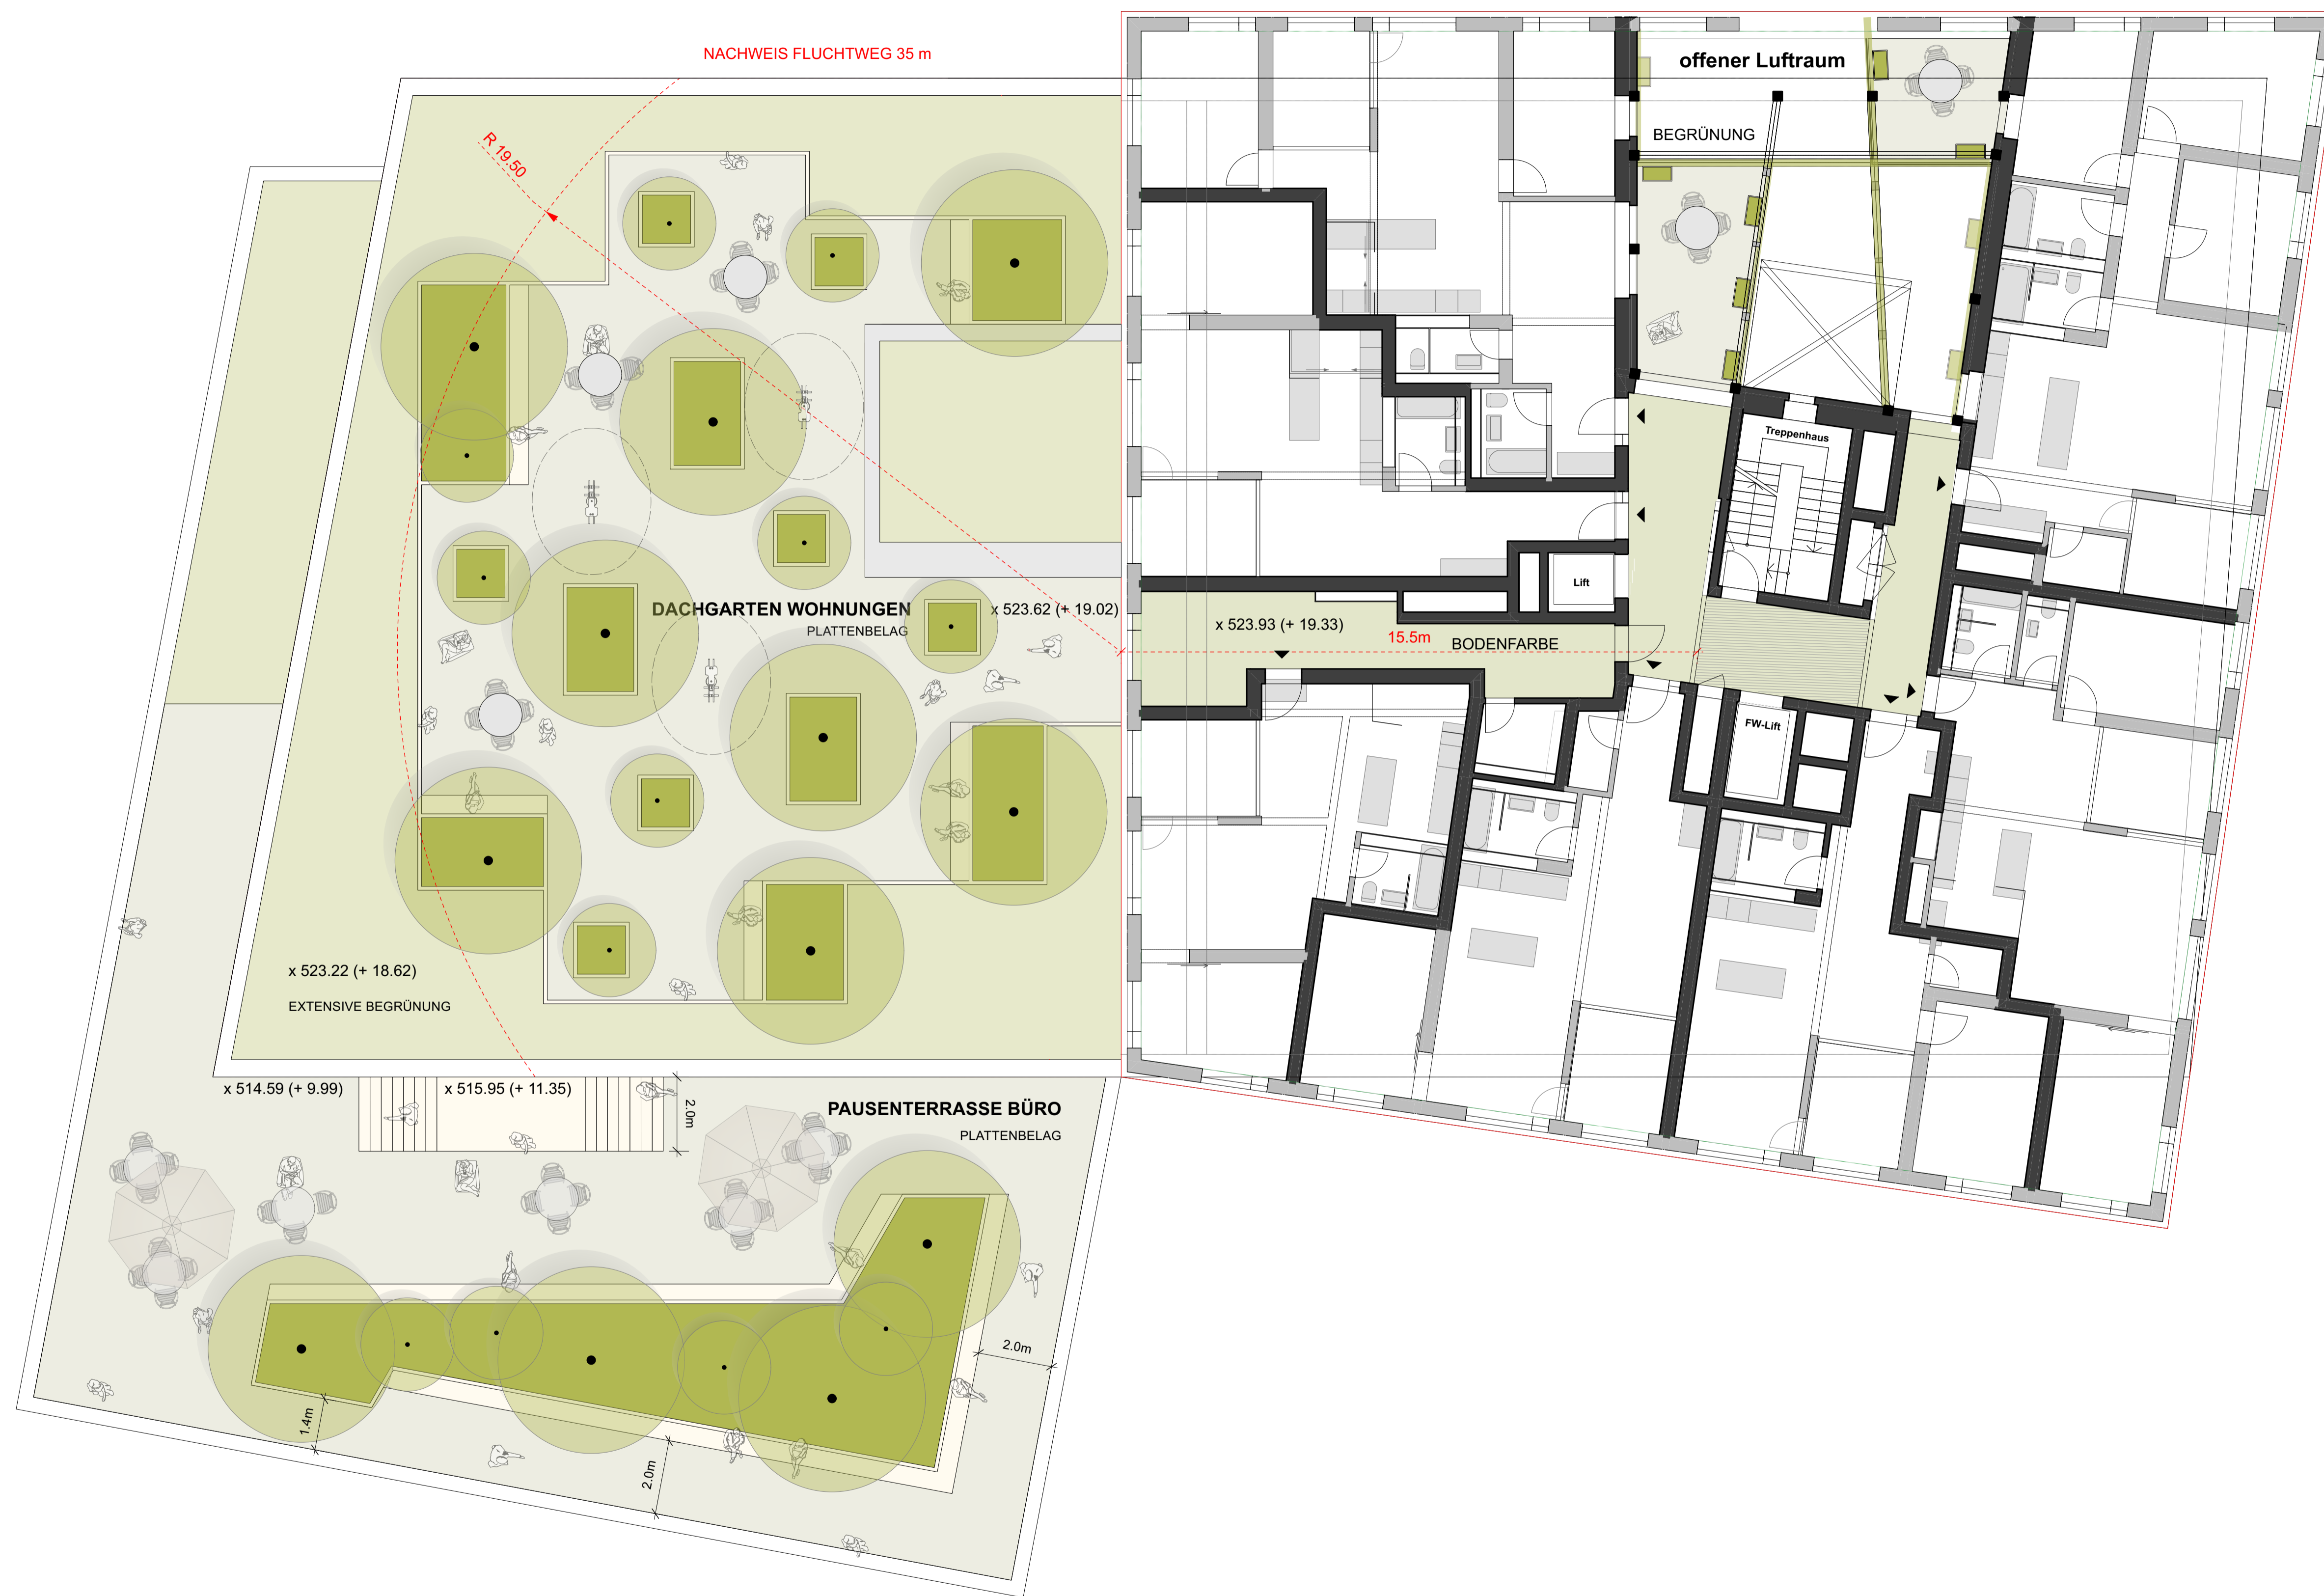 NACHWEIS FLUCHTWEG 35 m
offener Luftraum
BEGRÜNUNG
R 19.50
Treppenhaus
Lift
DACHGARTEN WOHNUNGEN
x 523.62 (+ 19.02)
PLATTENBELAG
x 523.93 (+ 19.33)
15.5m
BODENFARBE
FW-Lift
x 523.22 (+ 18.62)
EXTENSIVE BEGRÜNUNG
x 514.59 (+ 9.99)
x 515.95 (+ 11.35)
2.0m
PAUSENTERRASSE BÜRO
PLATTENBELAG
2.0m
1.4m
2.0m